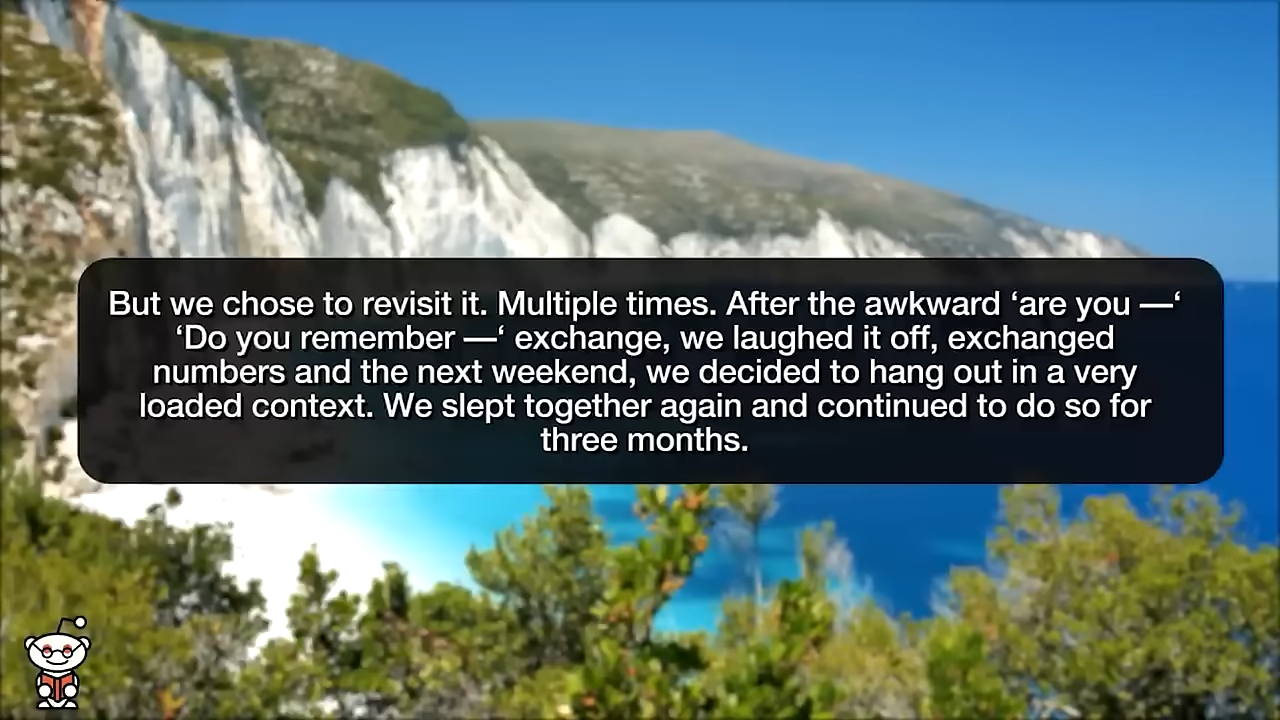 But we chose to revisit it. Multiple times. After the awkward ‘are you —‘
‘Do you remember —‘ exchange, we laughed it off, exchanged
numbers and the next weekend, we decided to hang out in a very
loaded context. We slept together again and continued to do so for
three months.